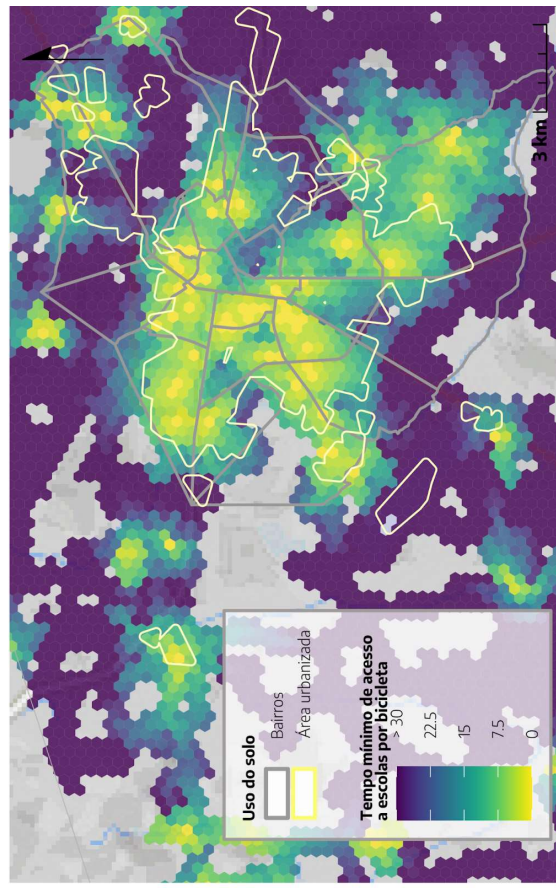 Uso do solo
Bairros
Área urbanizada
Tempo mínimo de acesso
a escolas por bicicleta
> 30
22.5
15
7.5
0
3 km